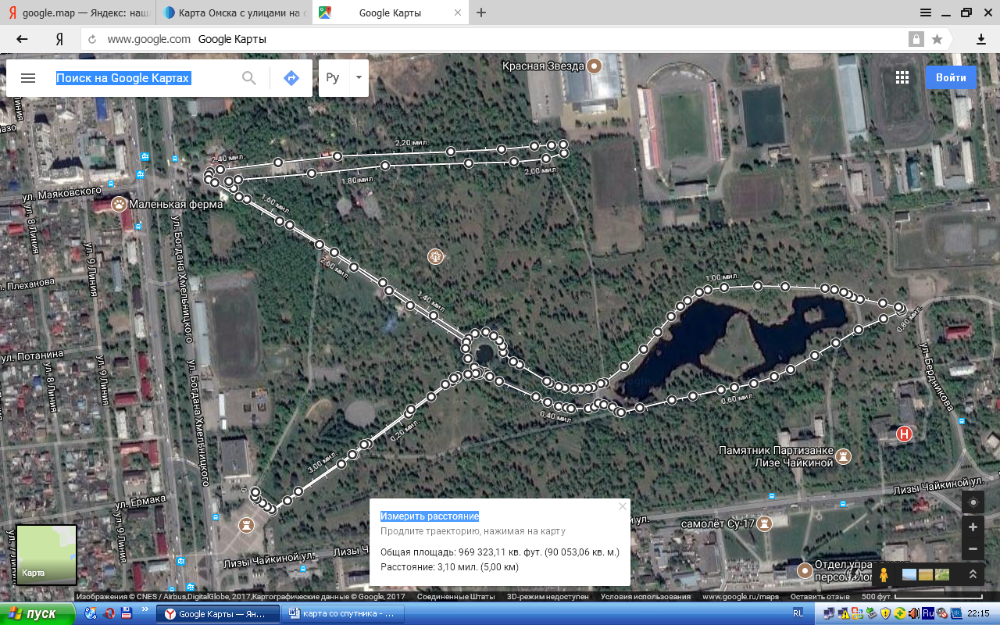 google.map — Яндекс: наш
Карта Омска с улицами на с
Google Карты
www.google.com Google Карты
Поиск на Google Картах
Ру
Войти
Красная Звезда
ул. Маяковского
Маленькая ферма
2,40 мил.
2,20 мил.
2,00 мил.
1,80 мил.
1,60 мил.
2,60 мил.
1,40 мил.
1,00 мил.
0,80 мил.
0,60 мил.
0,40 мил.
0,20 мил.
3,00 мил.
ул. 8 Линия
ул. 9 Линия
ул. Богдана Хмельницкого
Плеханова
ул. Потанина
ул. 8 Линия
ул. 9 Линия
ул. Богдана Хмельницкого
ул. Бердникова
Памятник Партизанке
Лизе Чайкиной
Лизы Чайкиной ул.
ул. Ермака
ул. 9 Линия
самолёт Су-17
Лизы Чайкиной ул.
Отдел управления
Измерить расстояние
Продлите траекторию, нажимая на карту
Общая площадь: 969 323,11 кв. фут. (90 053,06 кв. м.)
Расстояние: 3,10 мил. (5,00 км)
Карта
Изображения © CNES / Airbus,DigitalGlobe, 2017,Картографические данные © Google, 2017 Соединенные Штаты 3D-режим недоступен Условия использования www.google.ru/maps Оставить отзыв 500 фут.
пуск
Google Карты — Ян...
карта со спутника - ...
RL
Ru
22:15